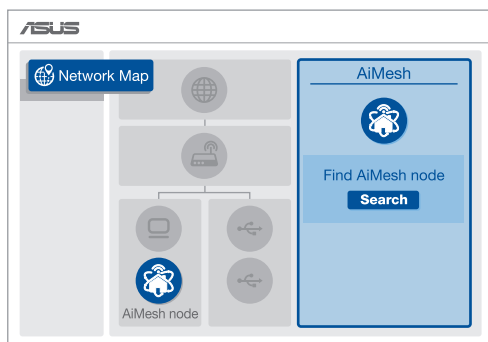 ASUS
Network Map
AiMesh
Find AiMesh node
Search
AiMesh node